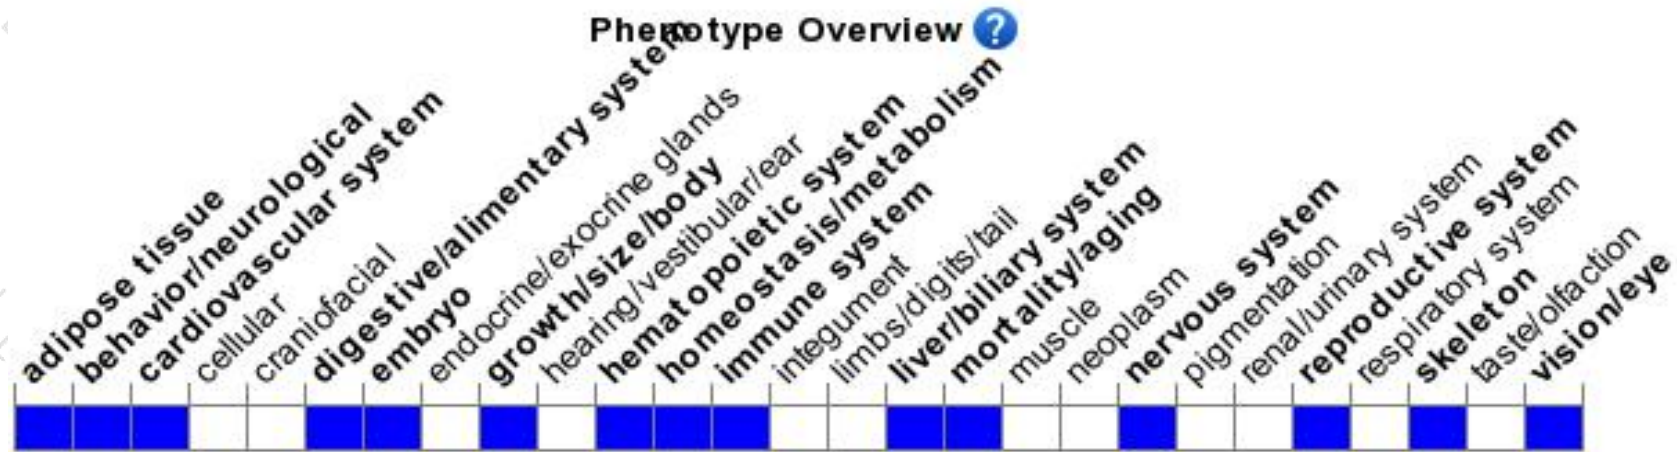 Phenotype Overview ?
adipose tissue
behavior/neurological
cardiovascular system
cellular
craniofacial
digestive/alimentary system
embryo
endocrine/exocrine glands
growth/size/body
hearing/vestibular/ear
hematopoietic system
homeostasis/metabolism
immune system
integument
limbs/digits/tail
liver/biliary system
mortality/aging
muscle
neoplasm
nervous system
pigmentation
renal/urinary system
reproductive system
respiratory system
skeleton
taste/olfaction
vision/eye